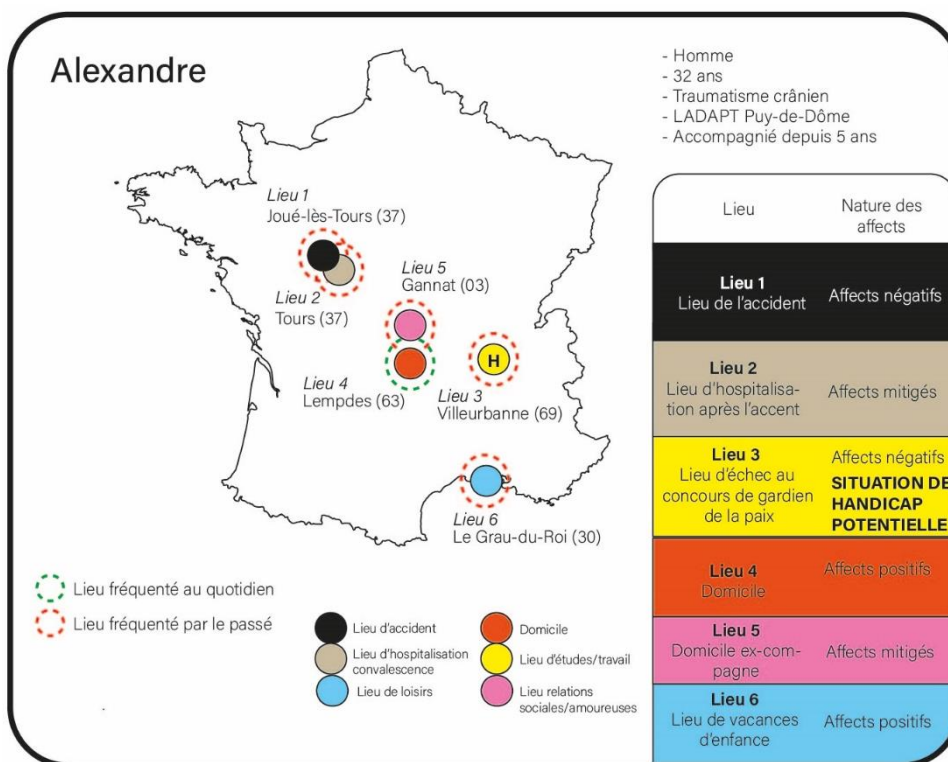 Alexandre
- Homme
- 32 ans
- Traumatisme crânien
- LADAPT Puy-de-Dôme
- Accompagnié depuis 5 ans
Lieu 1
Joué-lès-Tours (37)
Lieu 2
Tours (37)
Lieu 5
Gannat (03)
Lieu 4
Lempdes (63)
H
Lieu 3
Villeurbanne (69)
Lieu 6
Le Grau-du-Roi (30)
Lieu fréquenté au quotidien
Lieu fréquenté par le passé
Lieu d'accident
Lieu d'hospitalisation
convalescence
Lieu de loisirs
Domicile
Lieu d'études/travail
Lieu relations
sociales/amoureuses
Lieu
Nature des
affects
Lieu 1
Lieu de l'accident
Affects négatifs
Lieu 2
Lieu d'hospitalisa-
tion après l'accent
Affects mitigés
Lieu 3
Lieu d'échec au
concours de gardien
de la paix
Affects négatifs
SITUATION DE
HANDICAP
POTENTIELLE
Lieu 4
Domicile
Affects positifs
Lieu 5
Domicile ex-com-
pagne
Affects mitigés
Lieu 6
Lieu de vacances
d'enfance
Affects positifs